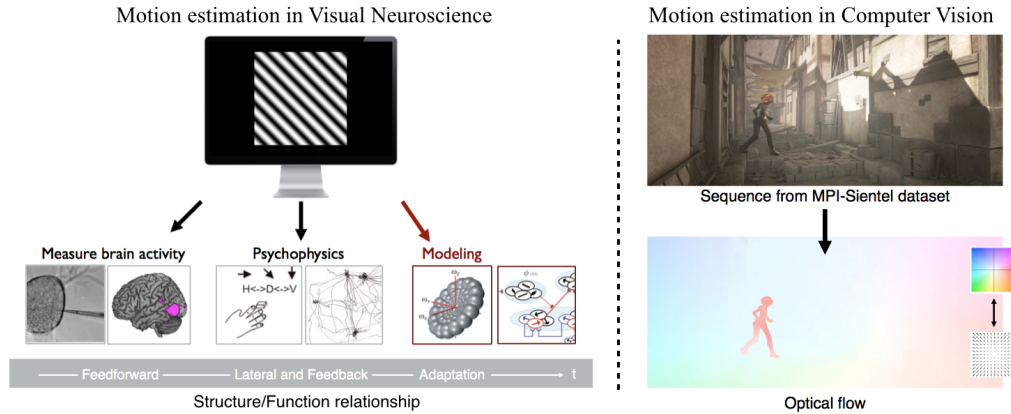 Motion estimation in Visual Neuroscience
Measure brain activity
Psychophysics
H<->D<->V
Modeling
Feedforward
Lateral and Feedback
Adaptation
t
Structure/Function relationship
Motion estimation in Computer Vision
Sequence from MPI-Sientel dataset
Optical flow